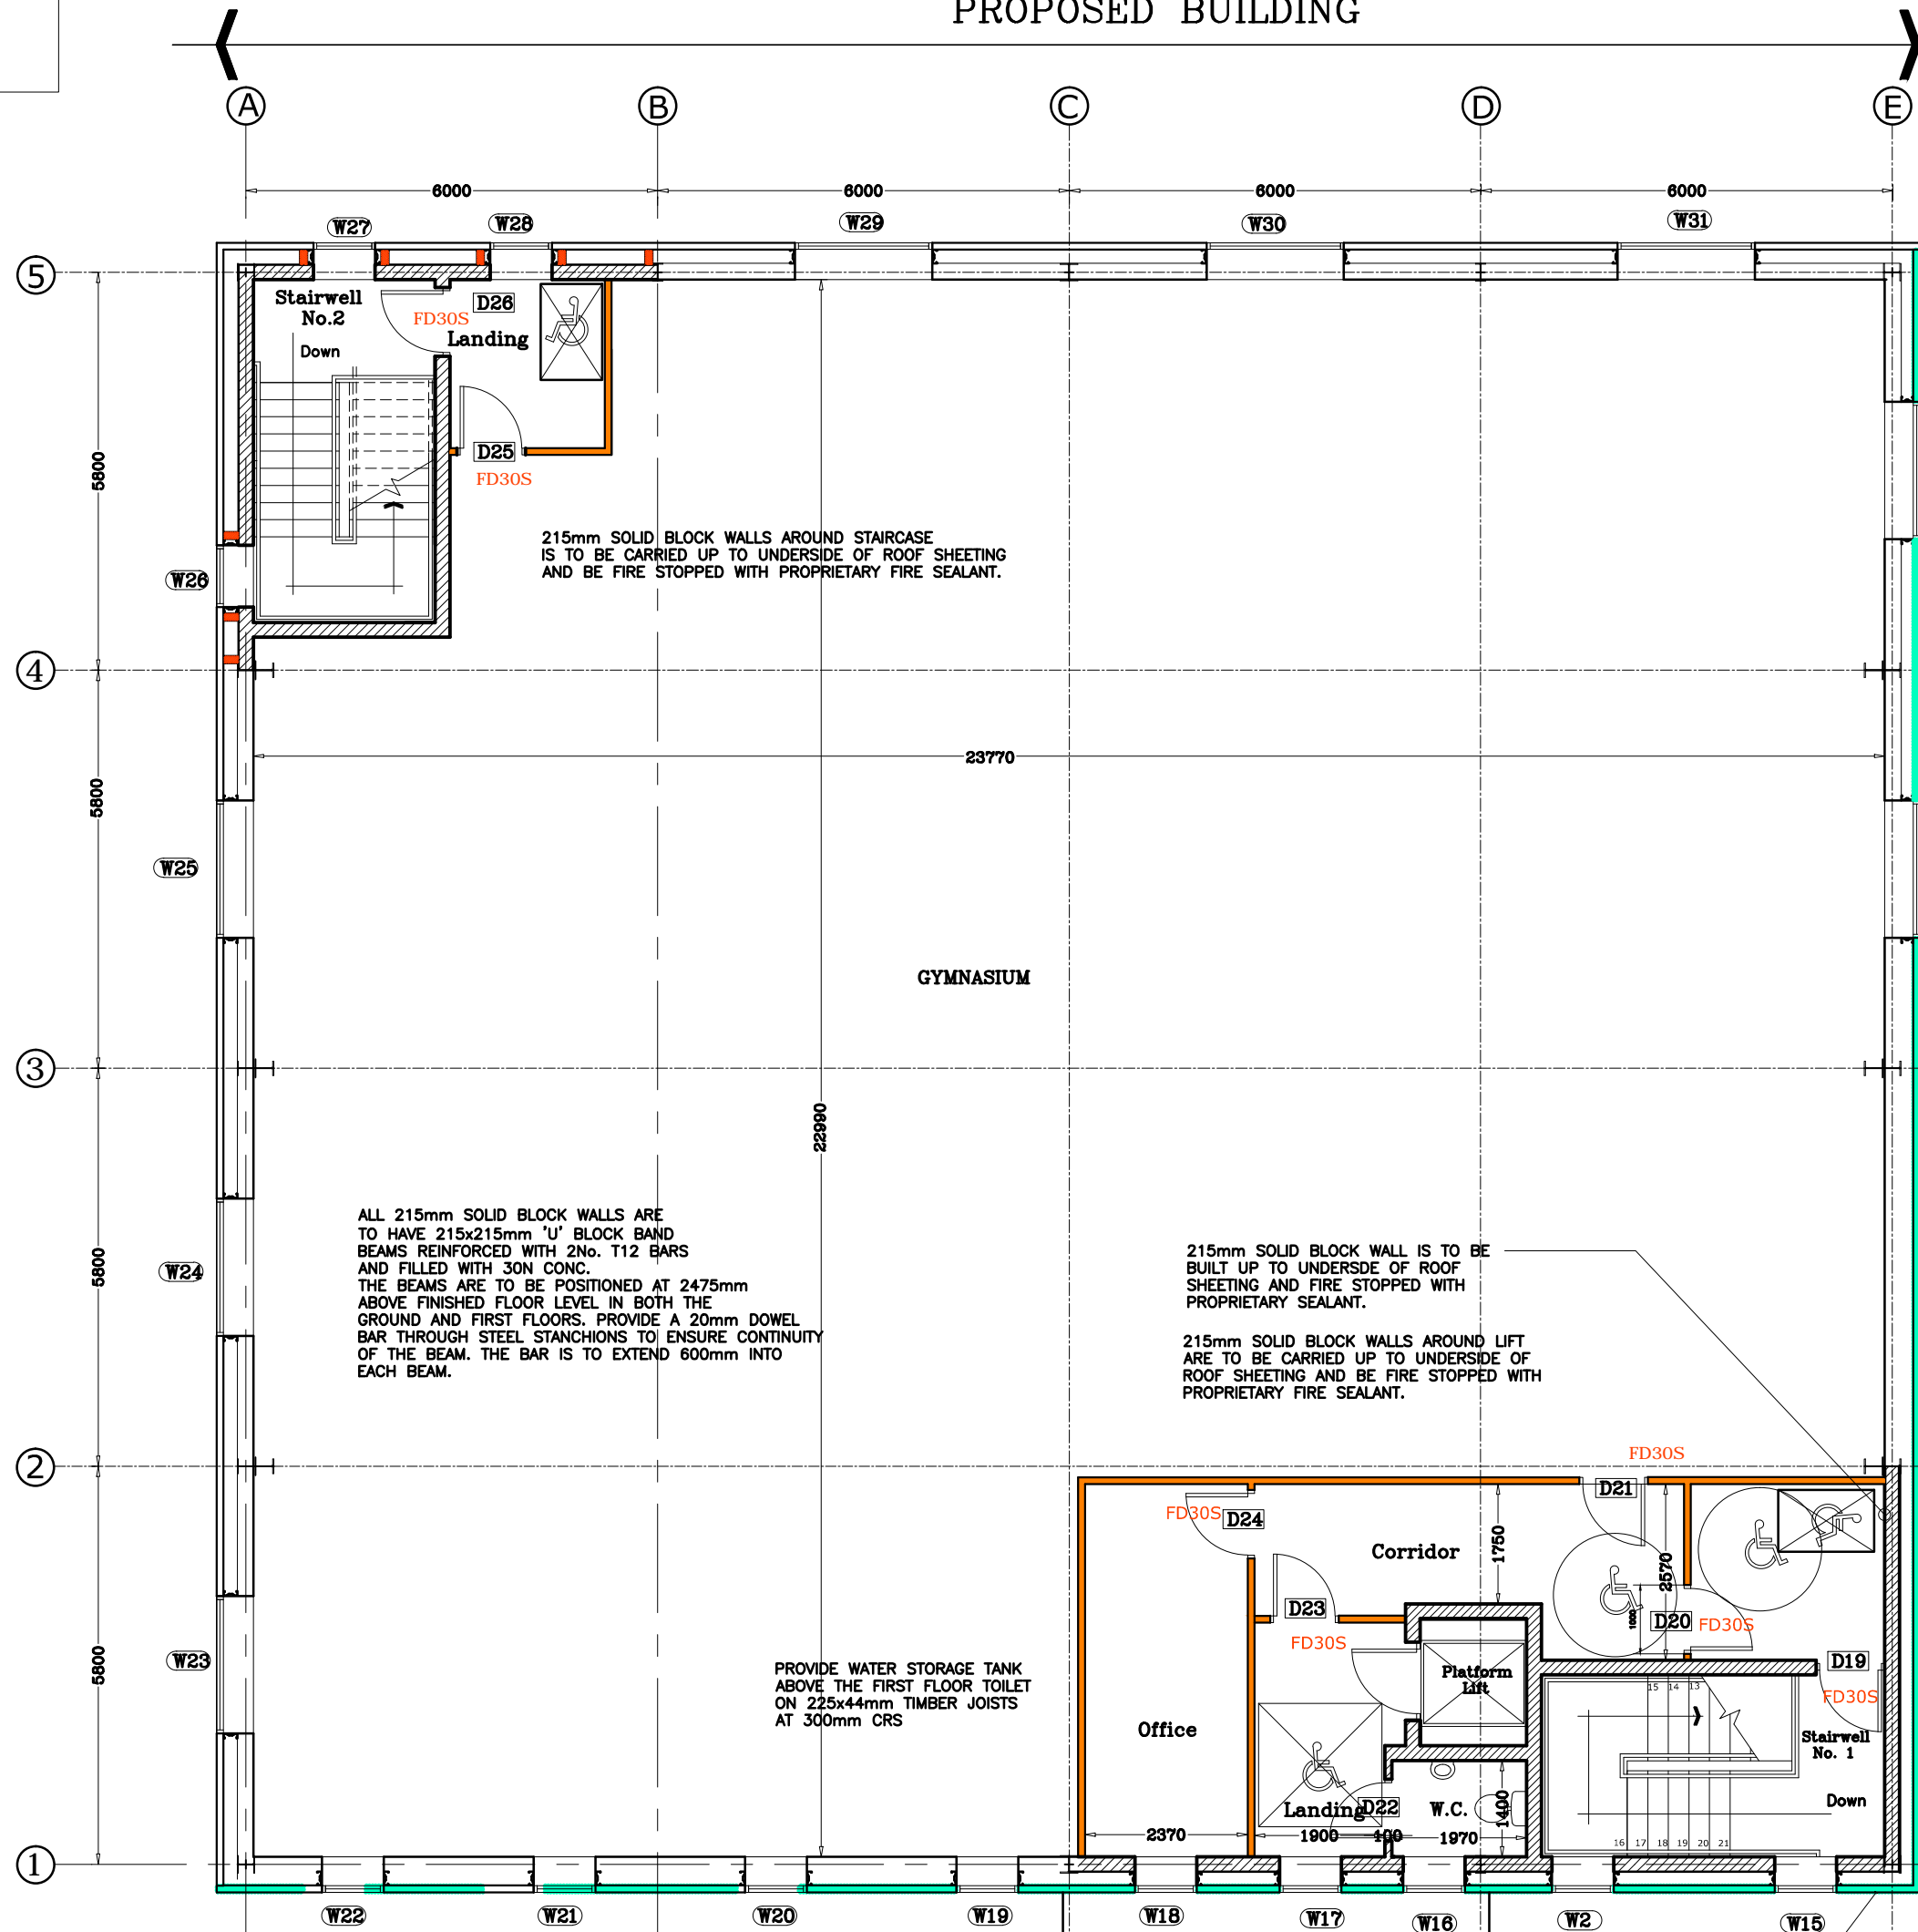 PROPOSED BUILDING
A B C D E
6000 6000 6000 6000
W27 W28 W29 W30 W31
5
Stairwell
No.2
Down
D26
FD30S
Landing
D25
FD30S
5800
W26
215mm SOLID BLOCK WALLS AROUND STAIRCASE
IS TO BE CARRIED UP TO UNDERSIDE OF ROOF SHEETING
AND BE FIRE STOPPED WITH PROPRIETARY FIRE SEALANT.
4
23770
5800
W25
GYMNASIUM
3
22990
ALL 215mm SOLID BLOCK WALLS ARE
TO HAVE 215x215mm 'U' BLOCK BAND
BEAMS REINFORCED WITH 2No. T12 BARS
AND FILLED WITH 30N CONC.
THE BEAMS ARE TO BE POSITIONED AT 2475mm
ABOVE FINISHED FLOOR LEVEL IN BOTH THE
GROUND AND FIRST FLOORS. PROVIDE A 20mm DOWEL
BAR THROUGH STEEL STANCHIONS TO ENSURE CONTINUITY
OF THE BEAM. THE BAR IS TO EXTEND 600mm INTO
EACH BEAM.
5800
W24
215mm SOLID BLOCK WALL IS TO BE
BUILT UP TO UNDERSDE OF ROOF
SHEETING AND FIRE STOPPED WITH
PROPRIETARY SEALANT.
215mm SOLID BLOCK WALLS AROUND LIFT
ARE TO BE CARRIED UP TO UNDERSIDE OF
ROOF SHEETING AND BE FIRE STOPPED WITH
PROPRIETARY FIRE SEALANT.
2
FD30S
D21
FD30S
D24
Corridor
1750
2570
1000
D23
FD30S
D20
FD30S
5800
W23
PROVIDE WATER STORAGE TANK
ABOVE THE FIRST FLOOR TOILET
ON 225x44mm TIMBER JOISTS
AT 300mm CRS
Platform
Lift
D19
FD30S
15 14 13
Office
Stairwell
No. 1
Down
Landing
D22
W.C.
1400
2370
1900
100
1970
16 17 18 19 20 21
1
W22 W21 W20 W19 W18 W17 W16 W2 W15